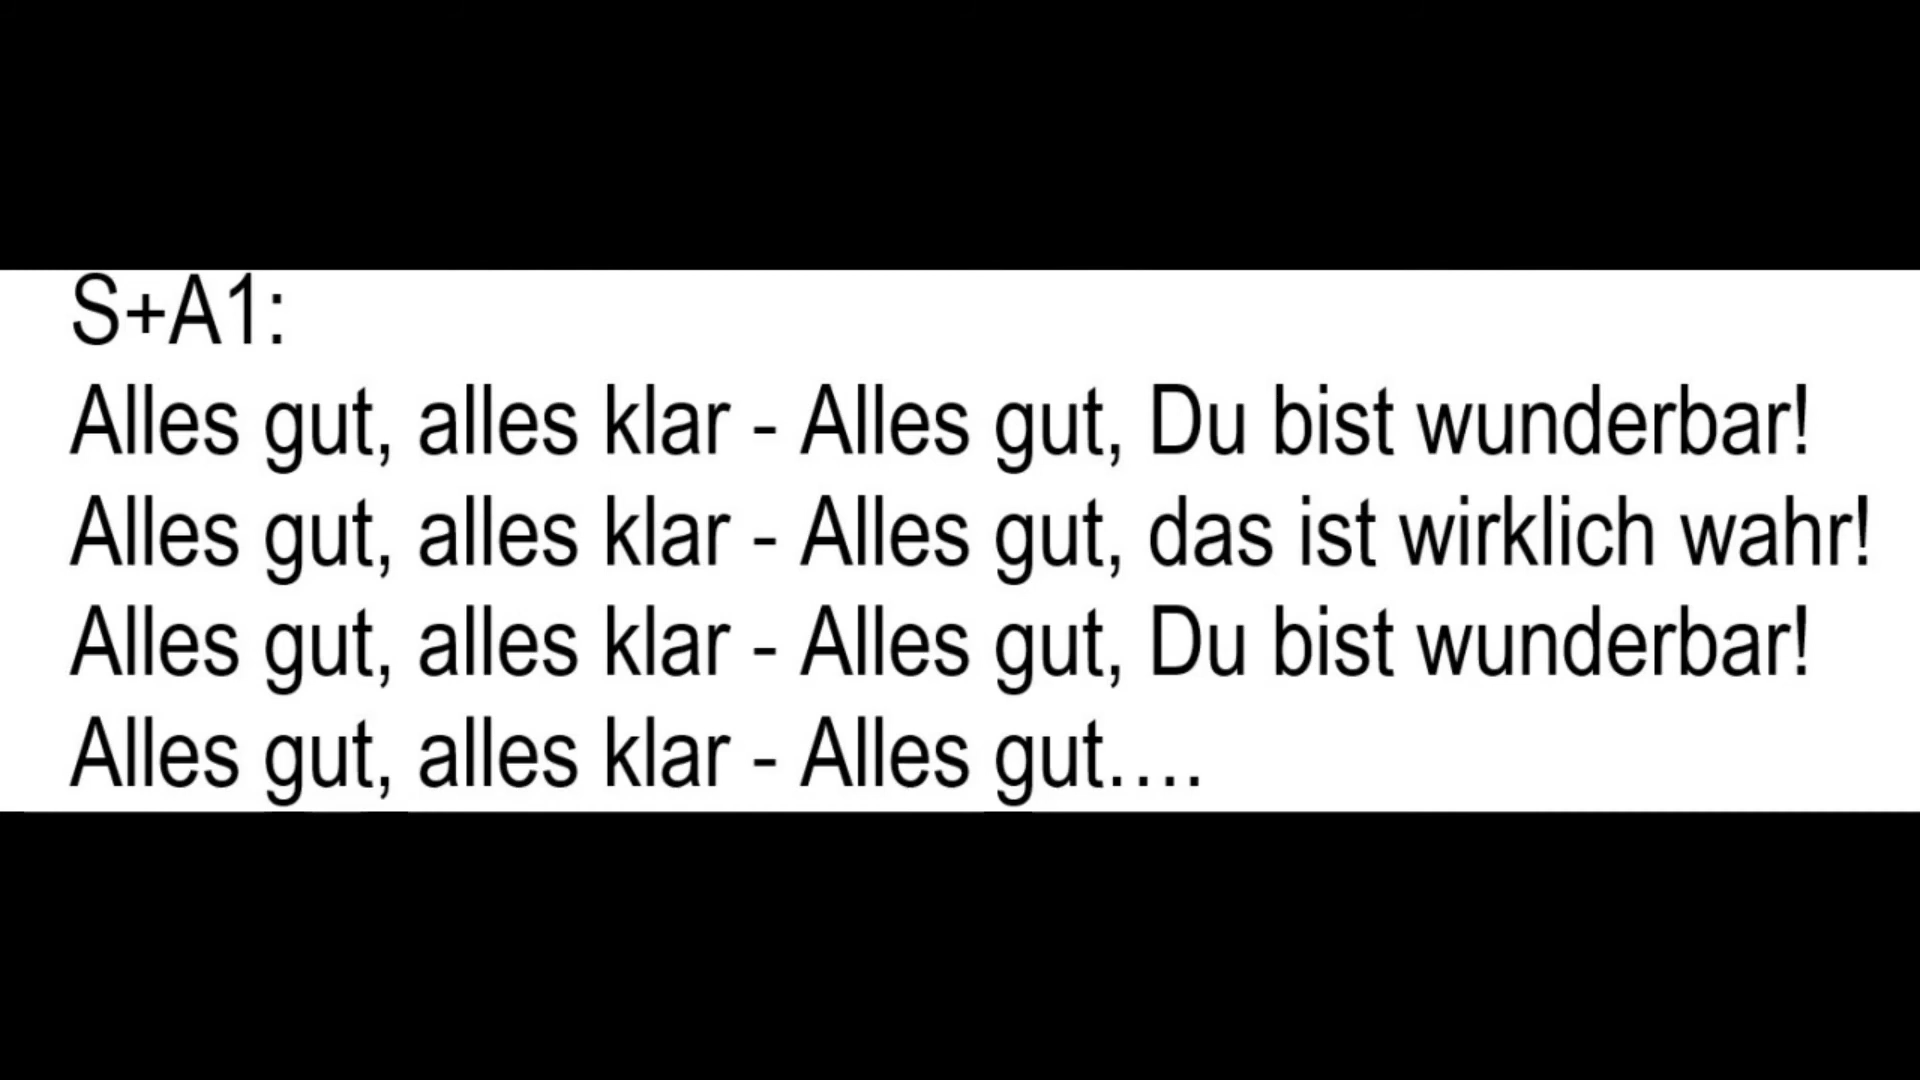 S+A1:
Alles gut, alles klar - Alles gut, Du bist wunderbar!
Alles gut, alles klar - Alles gut, das ist wirklich wahr!
Alles gut, alles klar - Alles gut, Du bist wunderbar!
Alles gut, alles klar - Alles gut....